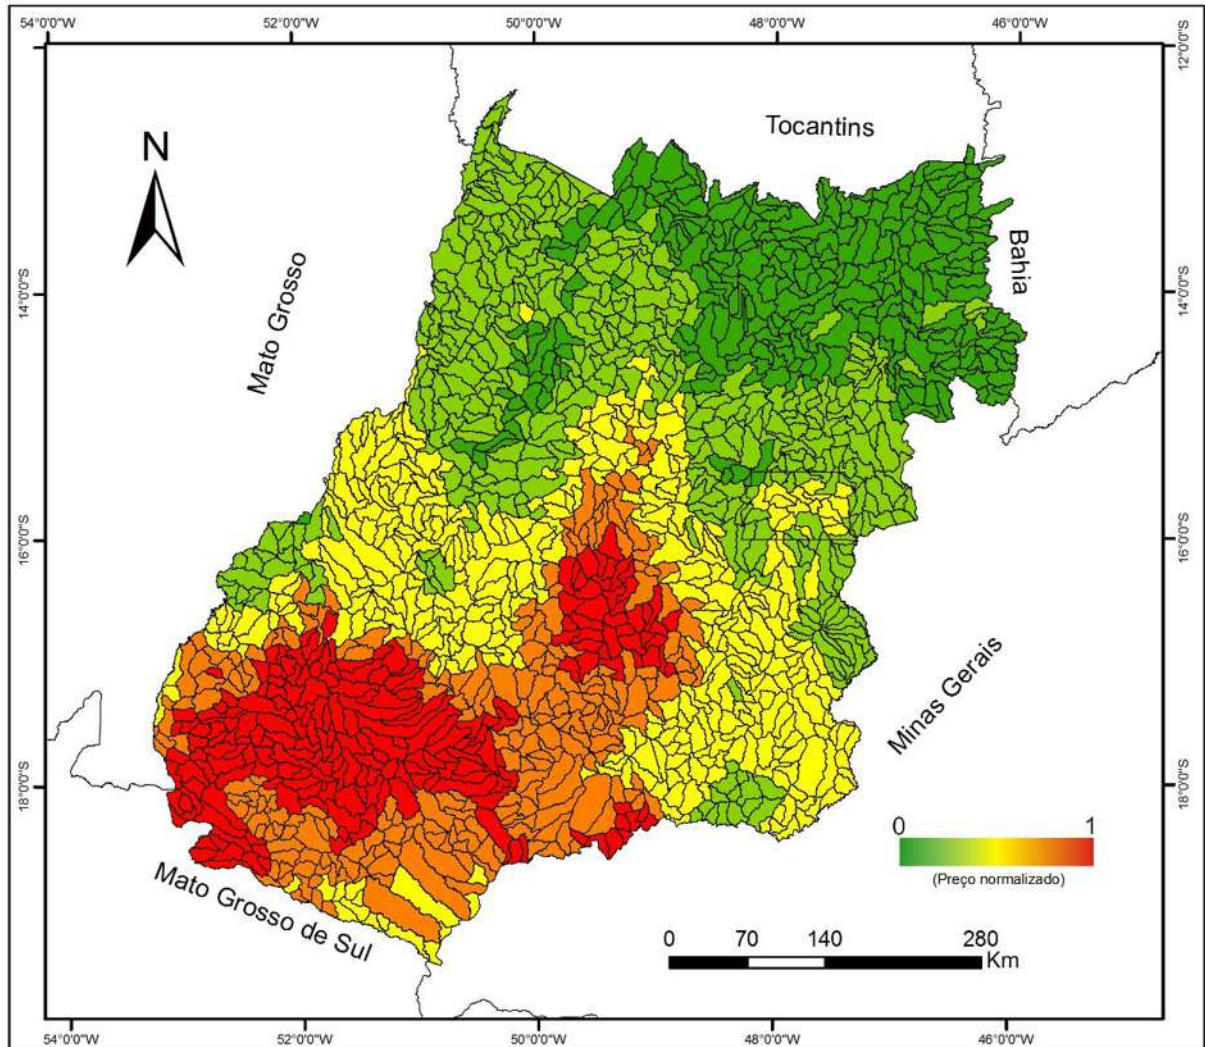 54°0'0"W 52°0'0"W 50°0'0"W 48°0'0"W 46°0'0"W
12°0'0"S
Tocantins
N
Bahia
Mato Grosso
14°0'0"S 14°0'0"S
16°0'0"S 16°0'0"S
Minas Gerais
18°0'0"S 18°0'0"S
0 1
(Preço normalizado)
Mato Grosso de Sul
0 70 140 280
Km
54°0'0"W 52°0'0"W 50°0'0"W 48°0'0"W 46°0'0"W